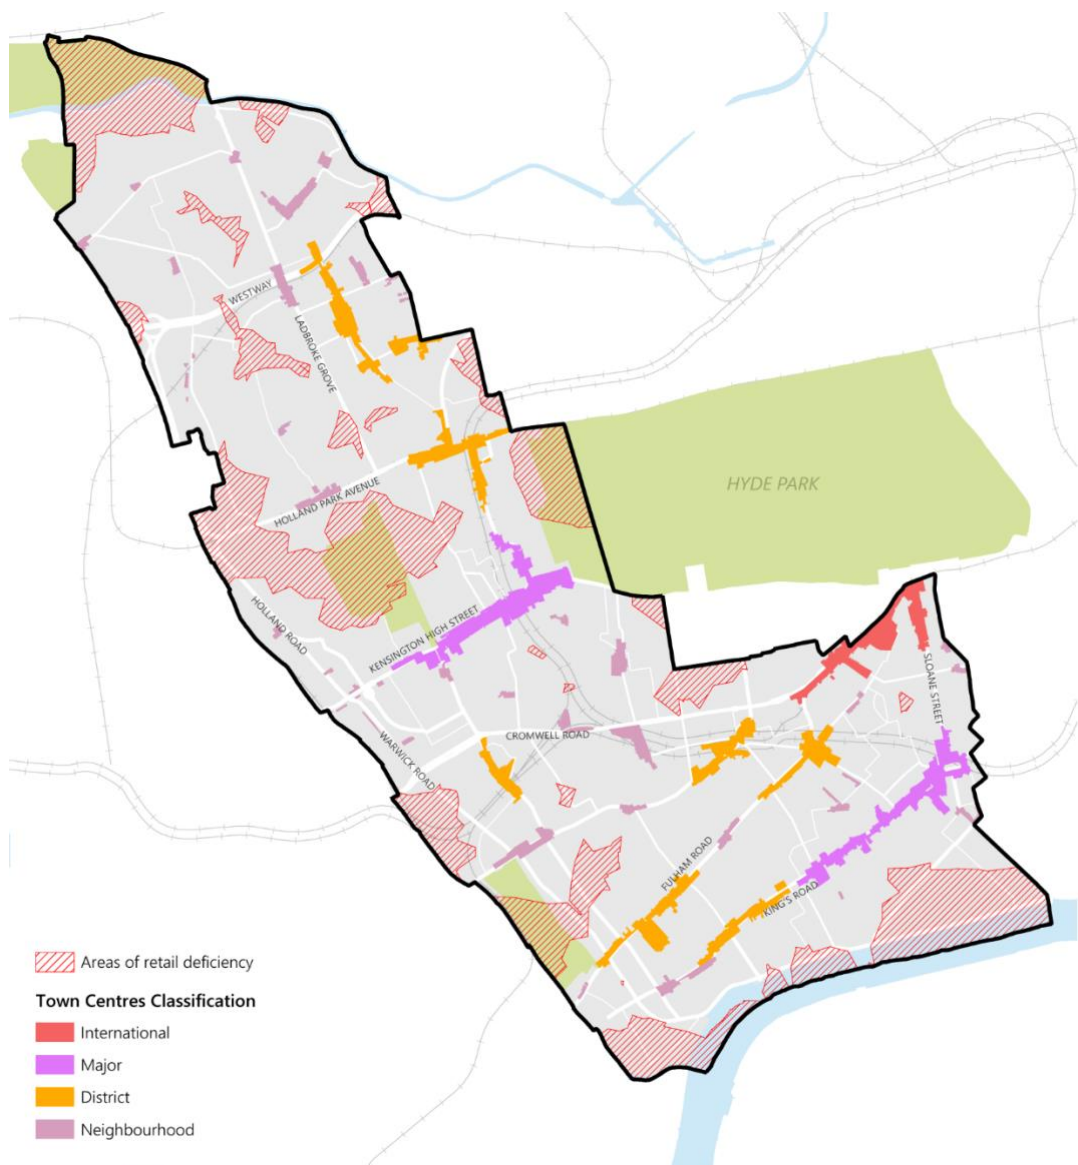 WESTWAY
LADBROKE GROVE
HYDE PARK
HOLLAND PARK AVENUE
HOLLAND ROAD
KENSINGTON HIGH STREET
SLOANE STREET
WARWICK ROAD
CROMWELL ROAD
FULHAM ROAD
KING'S ROAD
Areas of retail deficiency
Town Centres Classification
International
Major
District
Neighbourhood